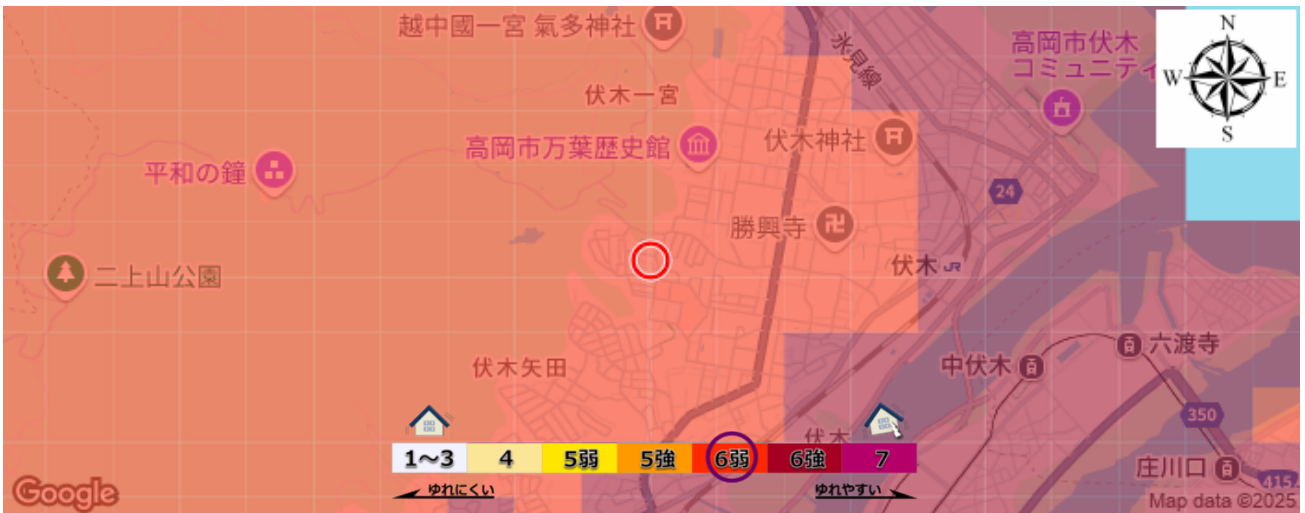 越中國一宮 氣多神社
氷見線
高岡市伏木
コミュニティ
N
W
E
S
伏木一宮
高岡市万葉歴史館
伏木神社
平和の鐘
24
勝興寺
二上山公園
伏木 JR
六渡寺
中伏木
伏木矢田
350
伏木
1～3 4 5弱 5強 6弱 6強 7
ゆれにくい
ゆれやすい
庄川口
415
Google
Map data ©2025